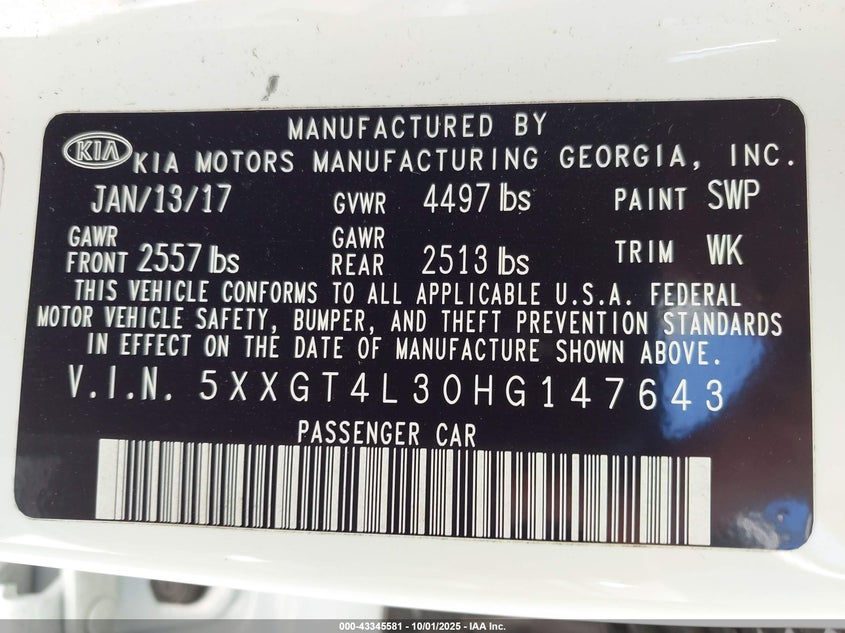 MANUFACTURED BY
KIA KIA MOTORS MANUFACTURING GEORGIA, INC.
JAN/13/17 GVWR 4497 lbs PAINT SWP
GAWR FRONT 2557 lbs GAWR REAR 2513 lbs TRIM WK
THIS VEHICLE CONFORMS TO ALL APPLICABLE U.S.A. FEDERAL
MOTOR VEHICLE SAFETY, BUMPER, AND THEFT PREVENTION STANDARDS
IN EFFECT ON THE DATE OF MANUFACTURE SHOWN ABOVE.
V.I.N. 5XXGT4L30HG147643
PASSENGER CAR
000-43345581 - 10/01/2025 - IAA Inc.